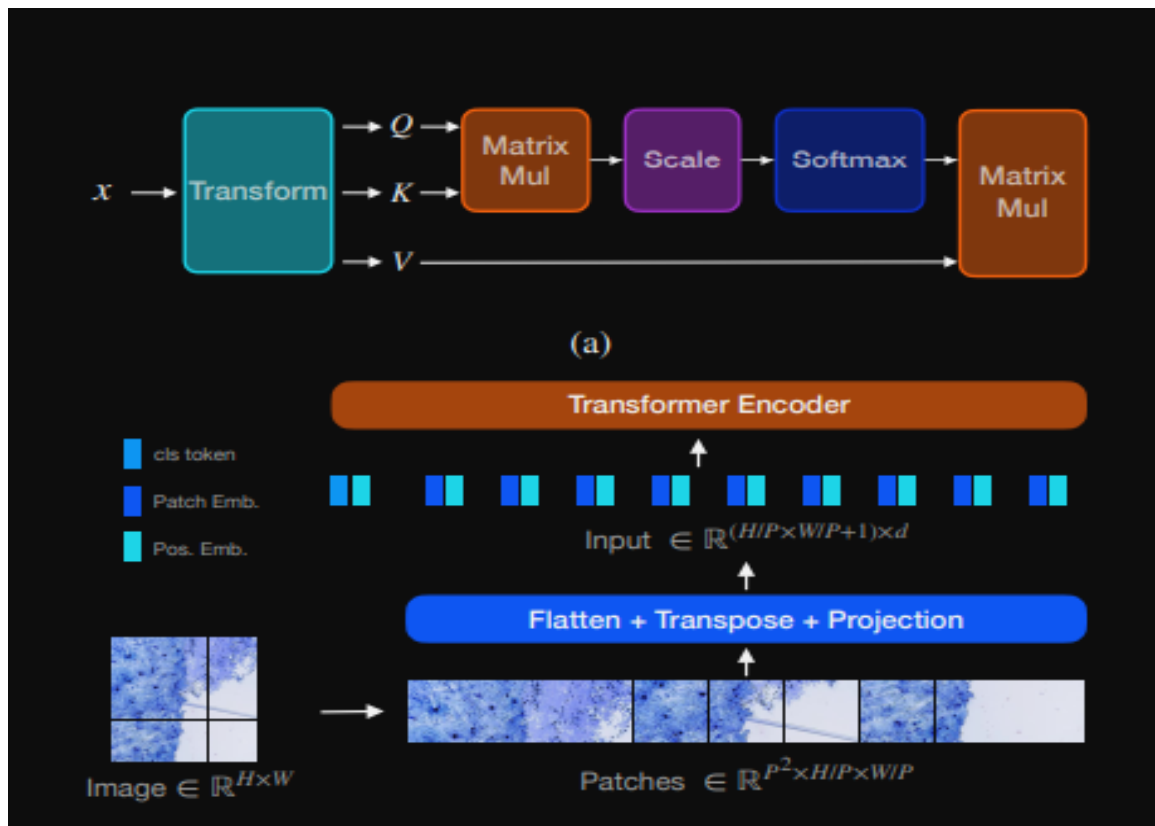 Q
Matrix Mul
Scale
Softmax
Matrix Mul
x
Transform
K
V
(a)
Transformer Encoder
cls token
Patch Emb.
Pos. Emb.
Input ∈ ℝ^(H/P×W/P+1)×d
Flatten + Transpose + Projection
Image ∈ ℝ^H×W
Patches ∈ ℝ^P²×H/P×W/P